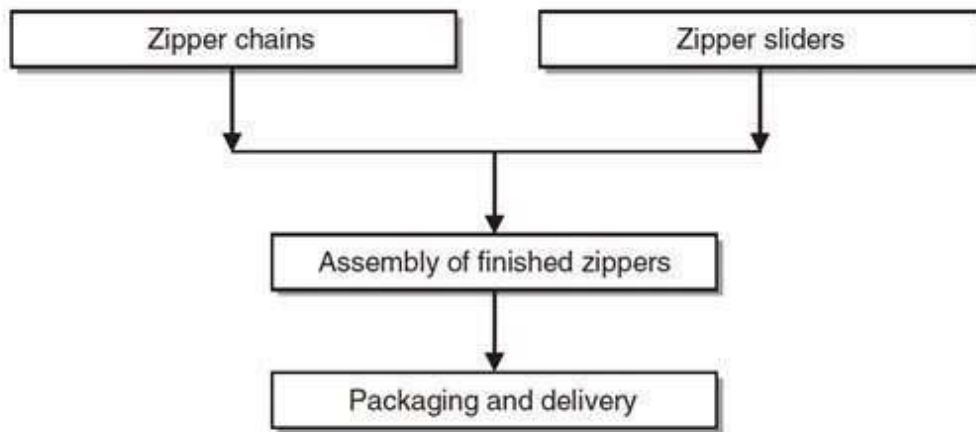 Zipper chains
Zipper sliders
Assembly of finished zippers
Packaging and delivery